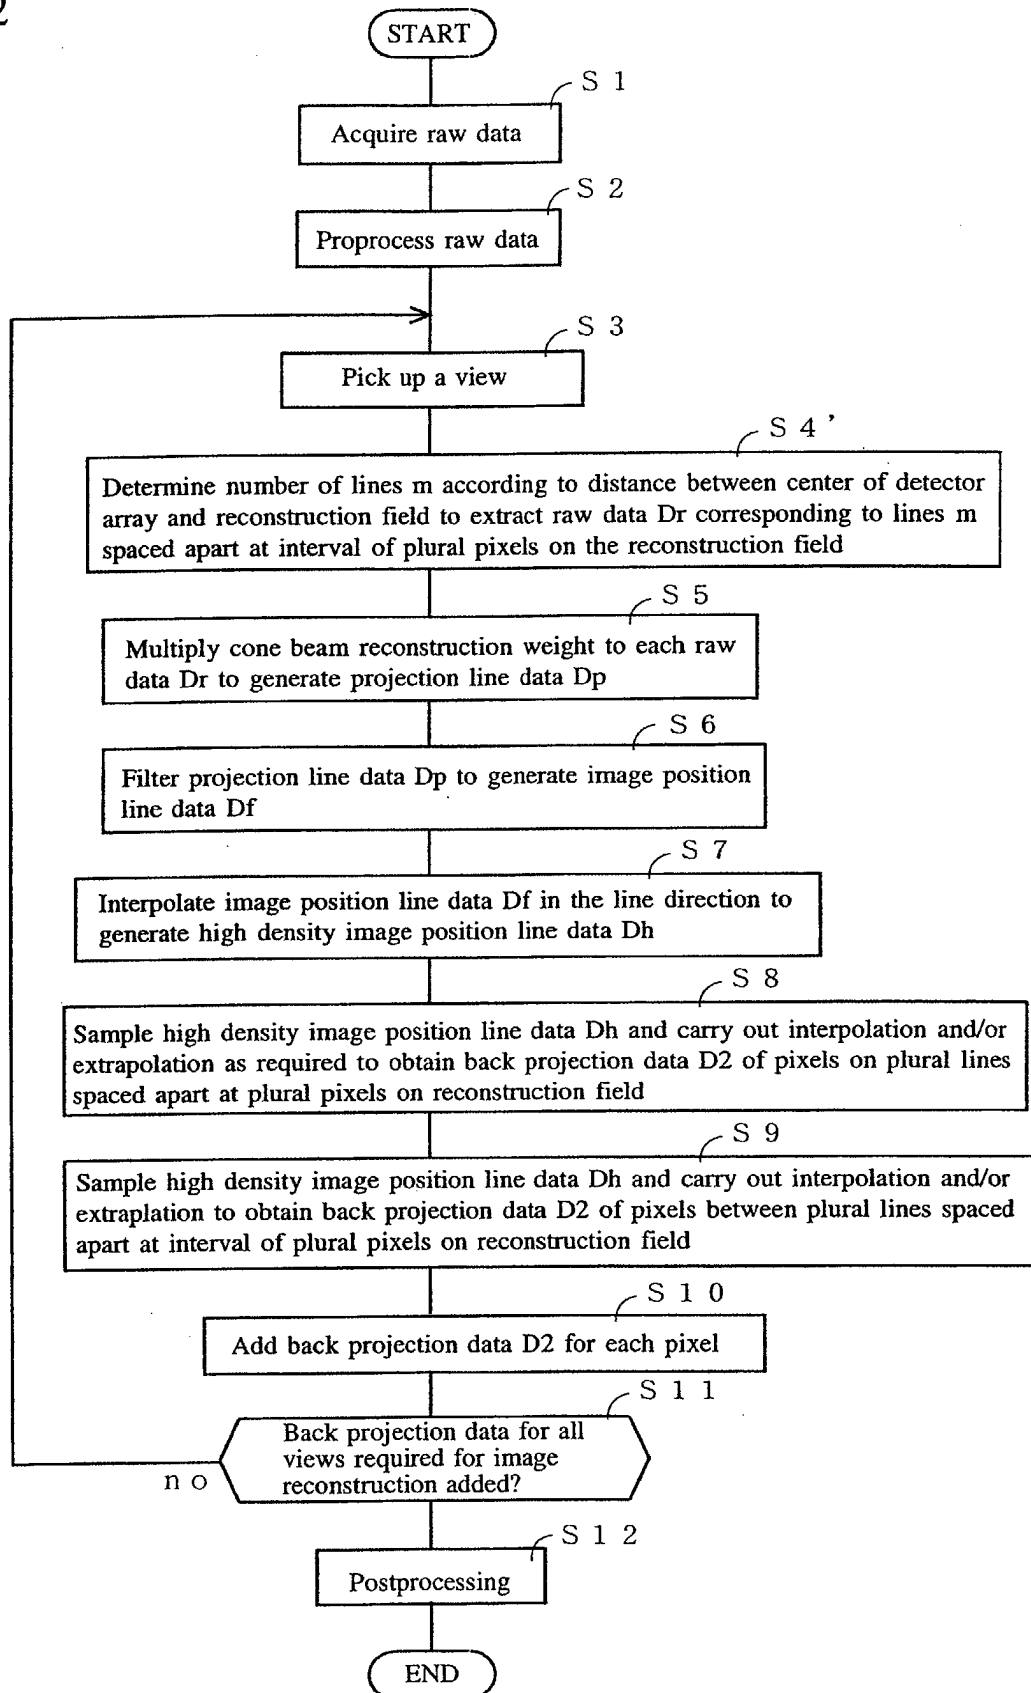 2
START
S 1
Acquire raw data
S 2
Proprocess raw data
S 3
Pick up a view
S 4 '
Determine number of lines m according to distance between center of detector
array and reconstruction field to extract raw data Dr corresponding to lines m
spaced apart at interval of plural pixels on the reconstruction field
S 5
Multiply cone beam reconstruction weight to each raw
data Dr to generate projection line data Dp
S 6
Filter projection line data Dp to generate image position
line data Df
S 7
Interpolate image position line data Df in the line direction to
generate high density image position line data Dh
S 8
Sample high density image position line data Dh and carry out interpolation and/or
extrapolation as required to obtain back projection data D2 of pixels on plural lines
spaced apart at plural pixels on reconstruction field
S 9
Sample high density image position line data Dh and carry out interpolation and/or
extraplation to obtain back projection data D2 of pixels between plural lines spaced
apart at interval of plural pixels on reconstruction field
S 1 0
Add back projection data D2 for each pixel
S 1 1
Back projection data for all
views required for image
reconstruction added?
n o
S 1 2
Postprocessing
END